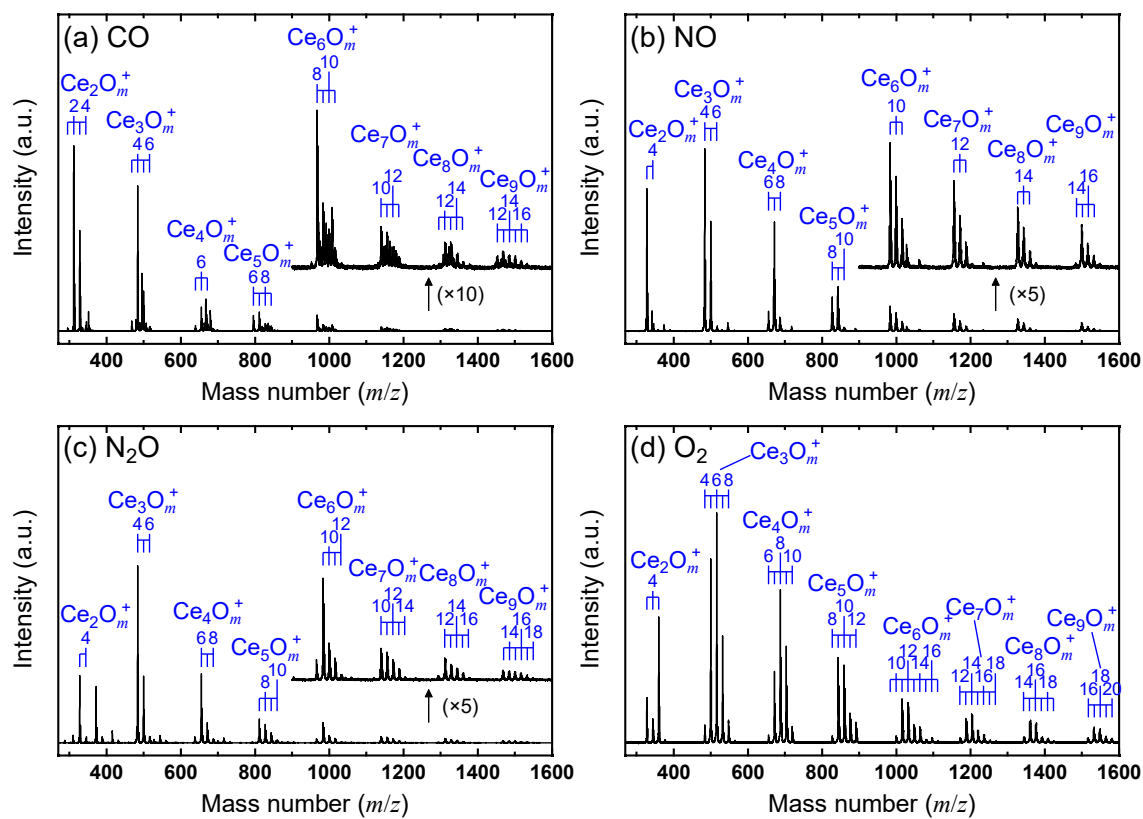 (a) CO
Ce₆Oₘ⁺
8 10
Ce₂Oₘ⁺
2 4
Ce₃Oₘ⁺
4 6
Ce₇Oₘ⁺
10 12
Ce₈Oₘ⁺
12 14
Ce₉Oₘ⁺
12 14 16
Ce₄Oₘ⁺
6
Ce₅Oₘ⁺
6 8
(×10)
Intensity (a.u.)
400 600 800 1000 1200 1400 1600
Mass number (m/z)
(b) NO
Ce₆Oₘ⁺
10
Ce₃Oₘ⁺
4 6
Ce₂Oₘ⁺
4
Ce₇Oₘ⁺
12
Ce₈Oₘ⁺
14
Ce₉Oₘ⁺
14 16
Ce₄Oₘ⁺
6 8
Ce₅Oₘ⁺
8 10
(×5)
Intensity (a.u.)
400 600 800 1000 1200 1400 1600
Mass number (m/z)
(c) N₂O
Ce₃Oₘ⁺
4 6
Ce₆Oₘ⁺
10 12
Ce₂Oₘ⁺
4
Ce₄Oₘ⁺
6 8
Ce₅Oₘ⁺
8 10
Ce₇Oₘ⁺
10 12 14
Ce₈Oₘ⁺
12 14 16
Ce₉Oₘ⁺
14 16 18
(×5)
Intensity (a.u.)
400 600 800 1000 1200 1400 1600
Mass number (m/z)
(d) O₂
Ce₃Oₘ⁺
4 6 8
Ce₄Oₘ⁺
6 8 10
Ce₂Oₘ⁺
4
Ce₅Oₘ⁺
8 10 12
Ce₆Oₘ⁺
10 12 14 16
Ce₇Oₘ⁺
12 14 16 18
Ce₈Oₘ⁺
14 16 18
Ce₉Oₘ⁺
16 18 20
Intensity (a.u.)
400 600 800 1000 1200 1400 1600
Mass number (m/z)